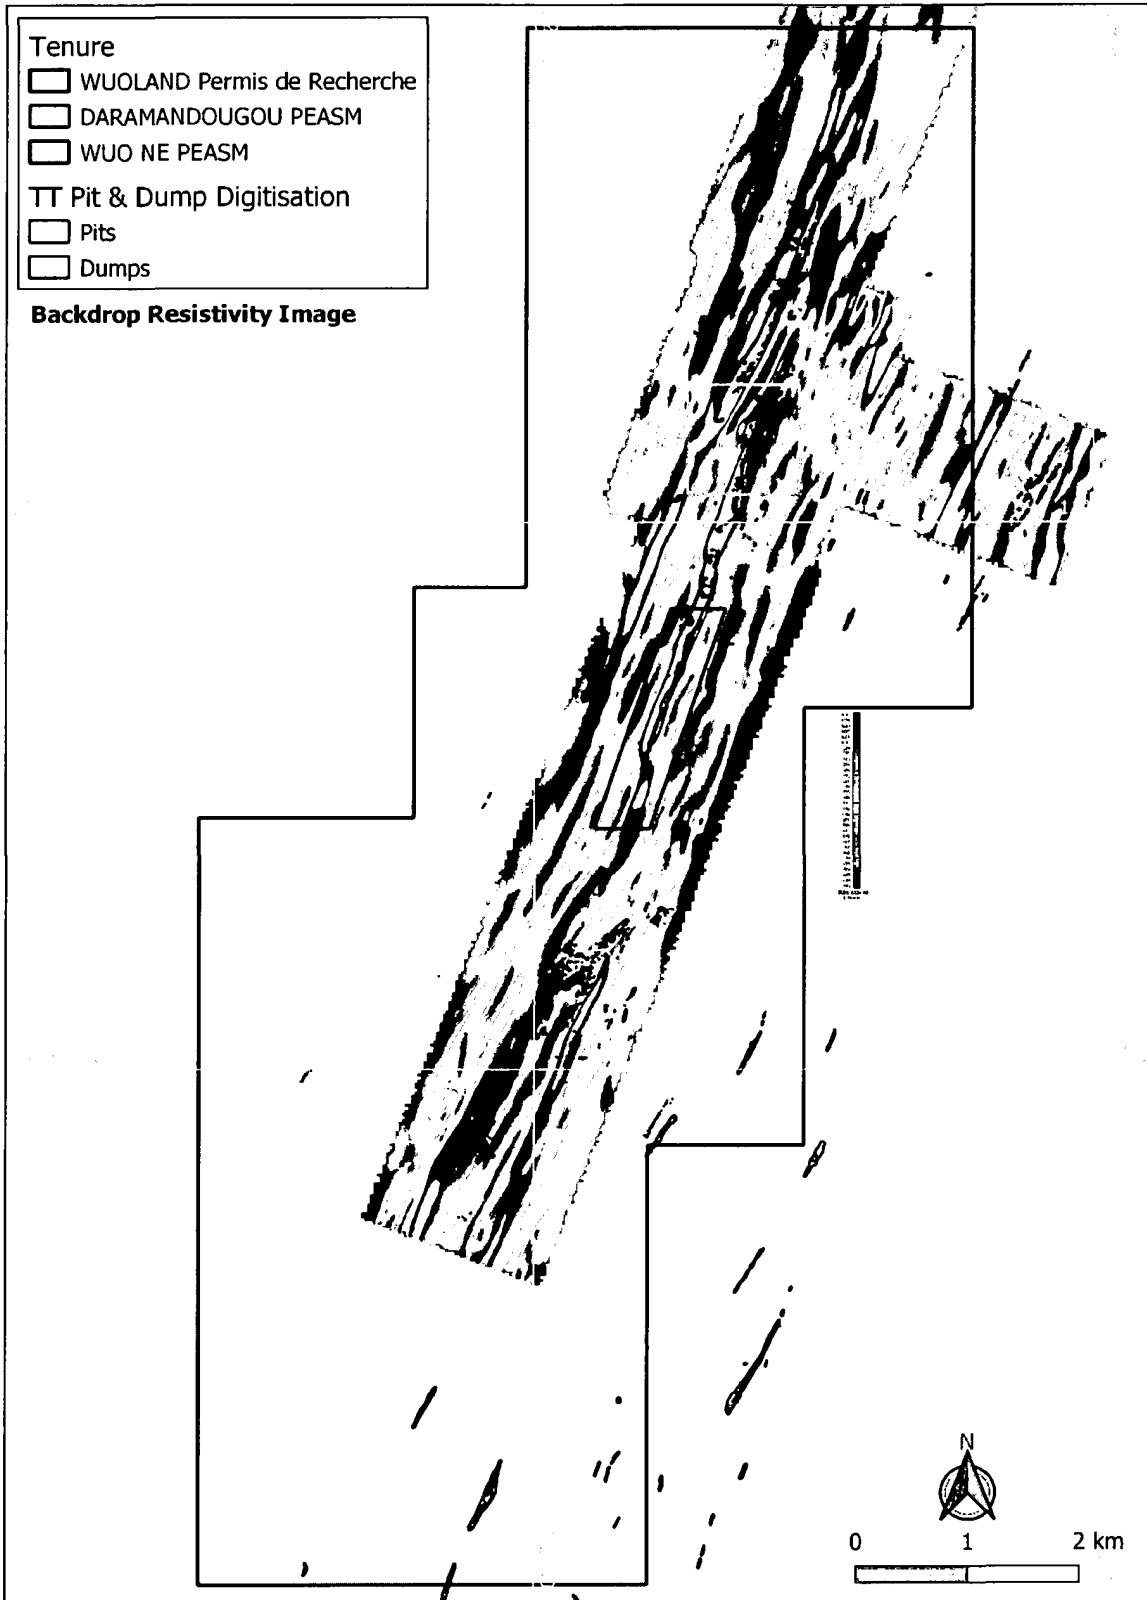 Tenure
WUOLAND Permis de Recherche
DARAMANDOUGOU PEASM
WUO NE PEASM
TT Pit & Dump Digitisation
Pits
Dumps
Backdrop Resistivity Image
N
0 1 2 km